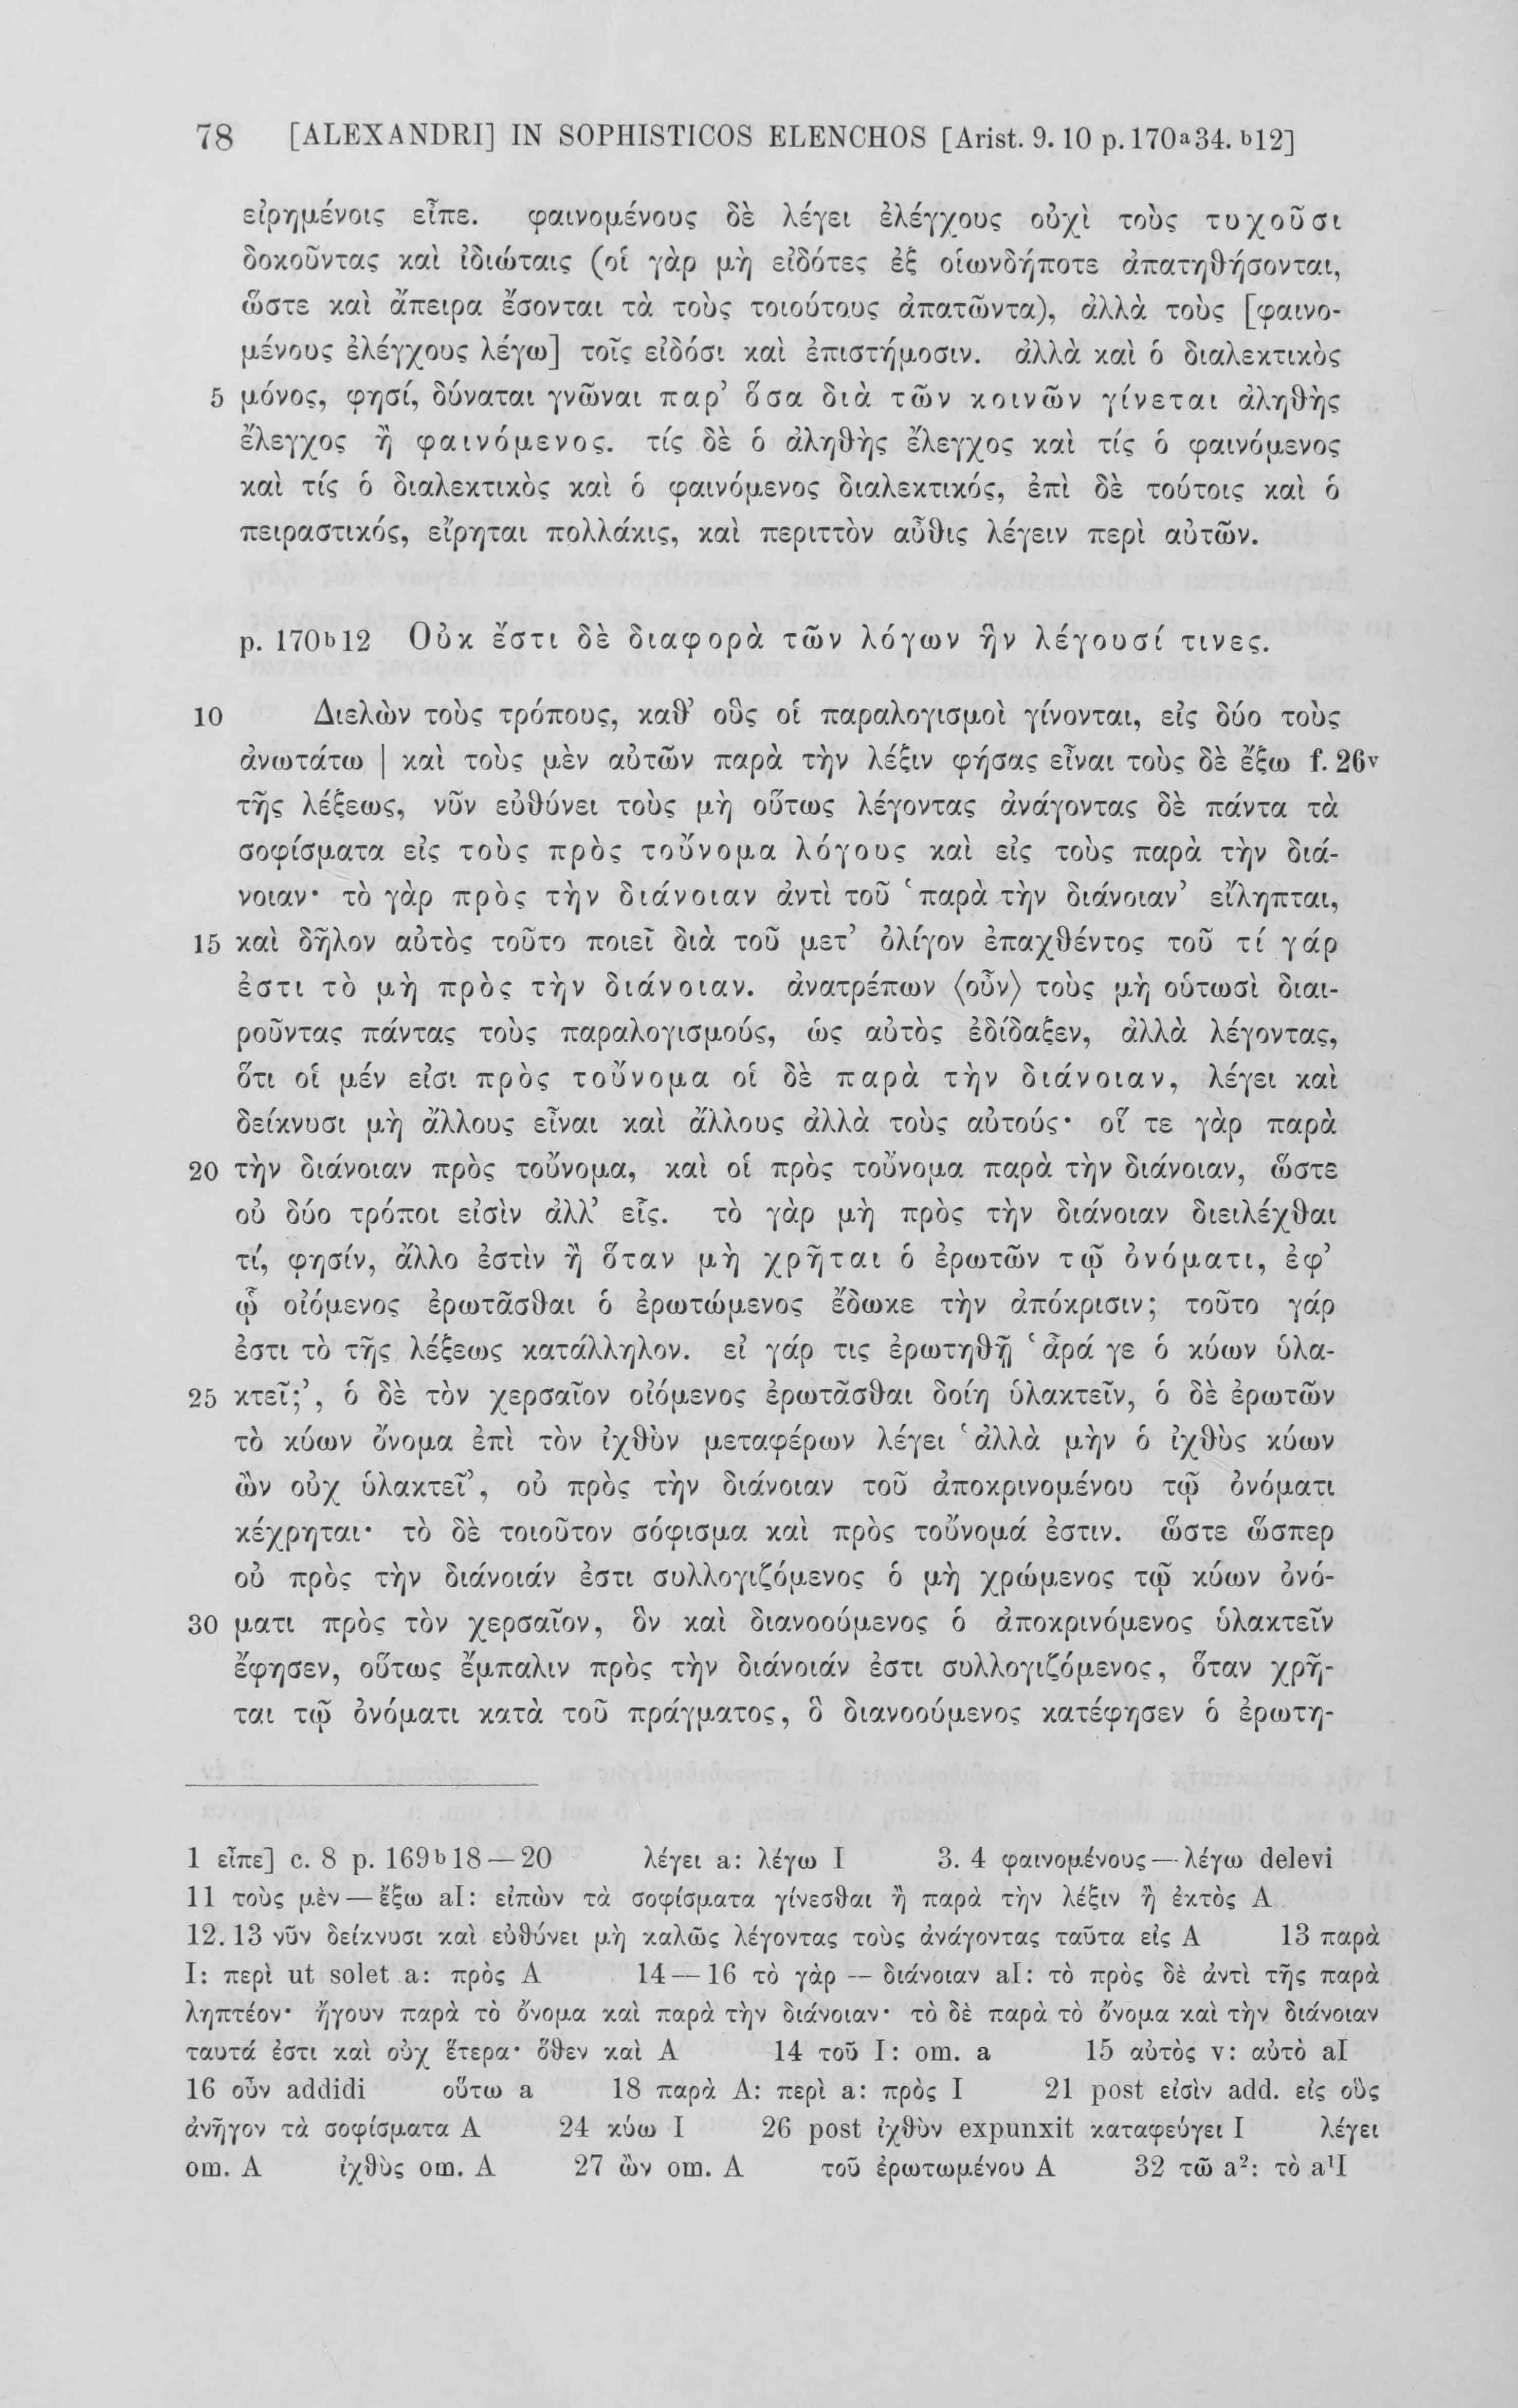 78 [ALEXANDRI] IN SOPHISTICOS ELENCHOS [Arist. 9. 10 p. 170ᵃ34. ᵇ12]
εἰρημένοις εἶπε. φαινομένους δὲ λέγει ἐλέγχους οὐχὶ τοὺς τυχοῦσι
δοκοῦντας καὶ ἰδιώταις (οἱ γὰρ μὴ εἰδότες ἐξ οἱωνδήποτε ἀπατηθήσονται,
ὥστε καὶ ἄπειρα ἔσονται τὰ τοὺς τοιούτους ἀπατῶντα), ἀλλὰ τοὺς [φαινο-
μένους ἐλέγχους λέγω] τοῖς εἰδόσι καὶ ἐπιστήμοσιν. ἀλλὰ καὶ ὁ διαλεκτικὸς
5 μόνος, φησί, δύναται γνῶναι παρ’ ὅσα διὰ τῶν κοινῶν γίνεται ἀληθὴς
ἔλεγχος ἢ φαινόμενος. τίς δὲ ὁ ἀληθὴς ἔλεγχος καὶ τίς ὁ φαινόμενος
καὶ τίς ὁ διαλεκτικὸς καὶ ὁ φαινόμενος διαλεκτικός, ἐπὶ δὲ τούτοις καὶ ὁ
πειραστικός, εἴρηται πολλάκις, καὶ περιττὸν αὖθις λέγειν περὶ αὐτῶν.
p. 170ᵇ12 Οὐκ ἔστι δὲ διαφορὰ τῶν λόγων ἣν λέγουσί τινες.
10 Διελὼν τοὺς τρόπους, καθ’ οὓς οἱ παραλογισμοὶ γίνονται, εἰς δύο τοὺς
ἀνωτάτω | καὶ τοὺς μὲν αὐτῶν παρὰ τὴν λέξιν φήσας εἶναι τοὺς δὲ ἔξω f. 26ᵛ
τῆς λέξεως, νῦν εὐθύνει τοὺς μὴ οὕτως λέγοντας ἀνάγοντας δὲ πάντα τὰ
σοφίσματα εἰς τοὺς πρὸς τοὔνομα λόγους καὶ εἰς τοὺς παρὰ τὴν διά-
νοιαν· τὸ γὰρ πρὸς τὴν διάνοιαν ἀντὶ τοῦ ‘παρὰ τὴν διάνοιαν’ εἴληπται,
15 καὶ δῆλον αὐτὸς τοῦτο ποιεῖ διὰ τοῦ μετ’ ὀλίγον ἐπαχθέντος τοῦ τί γάρ
ἐστι τὸ μὴ πρὸς τὴν διάνοιαν. ἀνατρέπων ⟨οὖν⟩ τοὺς μὴ οὑτωσὶ διαι-
ροῦντας πάντας τοὺς παραλογισμούς, ὡς αὐτὸς ἐδίδαξεν, ἀλλὰ λέγοντας,
ὅτι οἱ μέν εἰσι πρὸς τοὔνομα οἱ δὲ παρὰ τὴν διάνοιαν, λέγει καὶ
δείκνυσι μὴ ἄλλους εἶναι καὶ ἄλλους ἀλλὰ τοὺς αὐτούς· οἵ τε γὰρ παρὰ
20 τὴν διάνοιαν πρὸς τοὔνομα, καὶ οἱ πρὸς τοὔνομα παρὰ τὴν διάνοιαν, ὥστε
οὐ δύο τρόποι εἰσὶν ἀλλ’ εἷς. τὸ γὰρ μὴ πρὸς τὴν διάνοιαν διειλέχθαι
τί, φησίν, ἄλλο ἐστὶν ἢ ὅταν μὴ χρῆται ὁ ἐρωτῶν τῷ ὀνόματι, ἐφ’
ᾧ οἰόμενος ἐρωτᾶσθαι ὁ ἐρωτώμενος ἔδωκε τὴν ἀπόκρισιν; τοῦτο γάρ
ἐστι τὸ τῆς λέξεως κατάλληλον. εἰ γάρ τις ἐρωτηθῇ ‘ἆρά γε ὁ κύων ὑλα-
25 κτεῖ;’, ὁ δὲ τὸν χερσαῖον οἰόμενος ἐρωτᾶσθαι δοίη ὑλακτεῖν, ὁ δὲ ἐρωτῶν
τὸ κύων ὄνομα ἐπὶ τὸν ἰχθὺν μεταφέρων λέγει ‘ἀλλὰ μὴν ὁ ἰχθὺς κύων
ὢν οὐχ ὑλακτεῖ’, οὐ πρὸς τὴν διάνοιαν τοῦ ἀποκρινομένου τῷ ὀνόματι
κέχρηται· τὸ δὲ τοιοῦτον σόφισμα καὶ πρὸς τοὔνομά ἐστιν. ὥστε ὥσπερ
οὐ πρὸς τὴν διάνοιάν ἐστι συλλογιζόμενος ὁ μὴ χρώμενος τῷ κύων ὀνό-
30 ματι πρὸς τὸν χερσαῖον, ὃν καὶ διανοούμενος ὁ ἀποκρινόμενος ὑλακτεῖν
ἔφησεν, οὕτως ἔμπαλιν πρὸς τὴν διάνοιάν ἐστι συλλογιζόμενος, ὅταν χρῆ-
ται τῷ ὀνόματι κατὰ τοῦ πράγματος, ὃ διανοούμενος κατέφησεν ὁ ἐρωτη-
1 εἶπε] c. 8 p. 169ᵇ18—20 λέγει a: λέγω I 3. 4 φαινομένους—λέγω delevi
11 τοὺς μὲν—ἔξω aI: εἰπὼν τὰ σοφίσματα γίνεσθαι ἢ παρὰ τὴν λέξιν ἢ ἐκτὸς A
12. 13 νῦν δείκνυσι καὶ εὐθύνει μὴ καλῶς λέγοντας τοὺς ἀνάγοντας ταῦτα εἰς A 13 παρὰ
I: περὶ ut solet a: πρὸς A 14—16 τὸ γὰρ — διάνοιαν aI: τὸ πρὸς δὲ ἀντὶ τῆς παρὰ
ληπτέον· ἤγουν παρὰ τὸ ὄνομα καὶ παρὰ τὴν διάνοιαν· τὸ δὲ παρὰ τὸ ὄνομα καὶ τὴν διάνοιαν
ταυτά ἐστι καὶ οὐχ ἕτερα· ὅθεν καὶ A 14 τοῦ I: om. a 15 αὐτὸς v: αὐτὸ aI
16 οὖν addidi οὕτω a 18 παρὰ A: περὶ a: πρὸς I 21 post εἰσὶν add. εἰς οὓς
ἀνῆγον τὰ σοφίσματα A 24 κύω I 26 post ἰχθὺν expunxit καταφεύγει I λέγει
om. A ἰχθὺς om. A 27 ὢν om. A τοῦ ἐρωτωμένου A 32 τῶ a²: τὸ a¹I